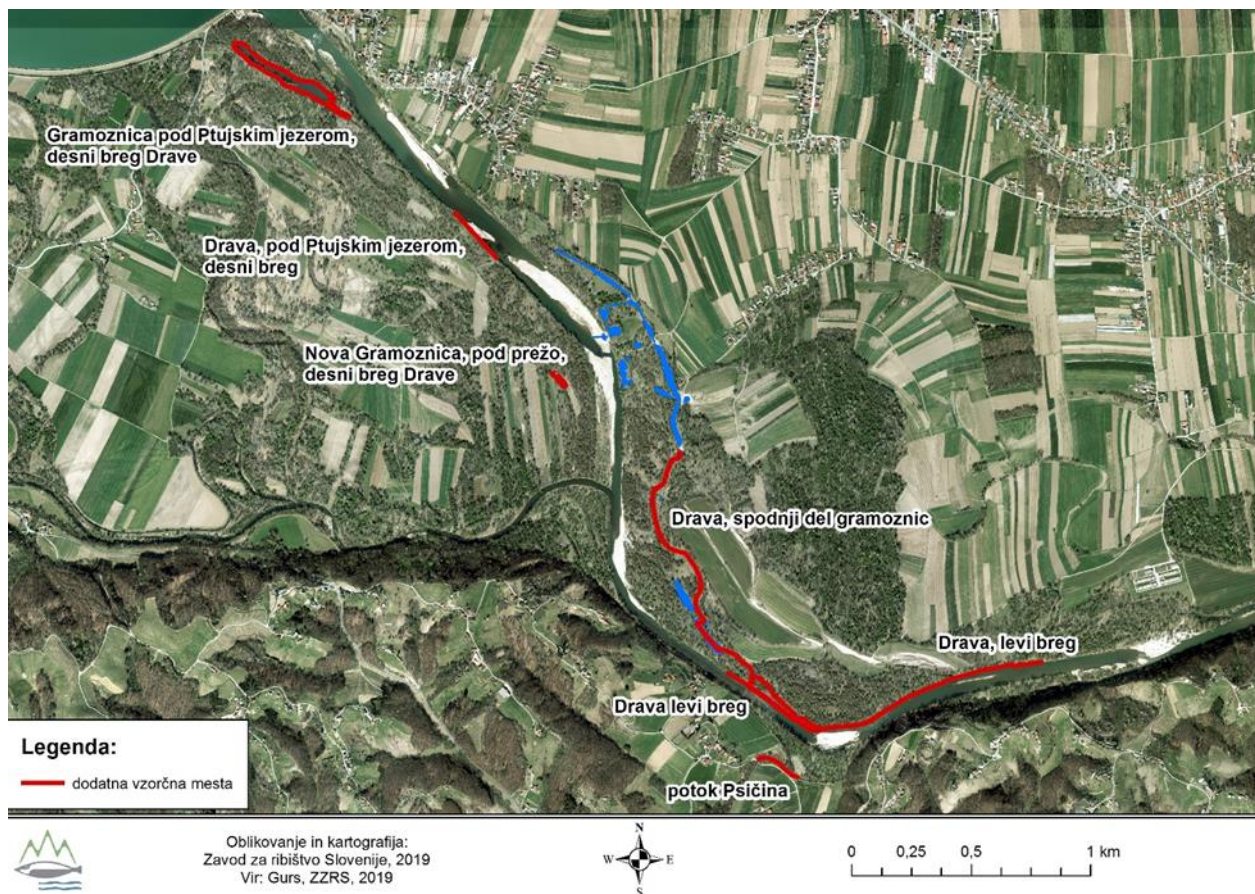 Gramoznica pod Ptujskim jezerom,
desni breg Drave
Drava, pod Ptujskim jezerom,
desni breg
Nova Gramoznica, pod prežo,
desni breg Drave
Drava, spodnji del gramoznic
Drava, levi breg
Drava levi breg
potok Psičina
Legenda:
dodatna vzorčna mesta
Oblikovanje in kartografija:
Zavod za ribištvo Slovenije, 2019
Vir: Gurs, ZZRS, 2019
N
W E
S
0 0,25 0,5 1 km